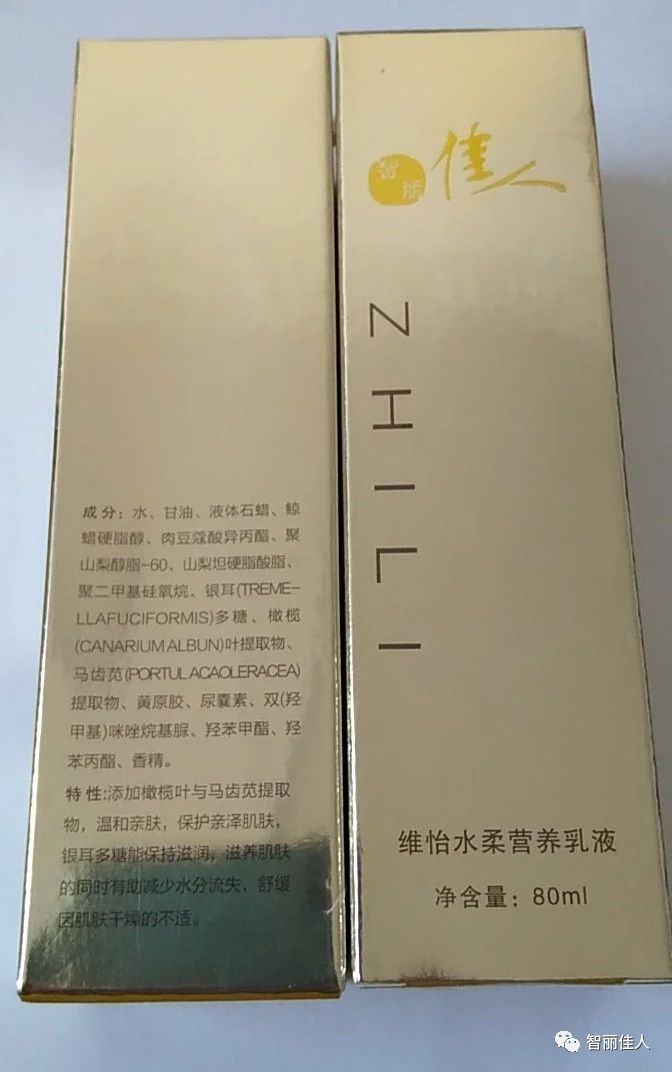 成分：水、甘油、液体石蜡、鲸
蜡硬脂醇、肉豆蔻酸异丙酯、聚
山梨醇脂-60、山梨坦硬脂酸脂、
聚二甲基硅氧烷、银耳(TREME-
LLAFUCIFORMIS)多糖、橄榄
(CANARIUMALBUN)叶提取物、
马齿苋(PORTULACAOLERACEA)
提取物、黄原胶、尿囊素、双(羟
甲基)咪唑烷基脲、羟苯甲酯、羟
苯丙酯、香精。
特性:添加橄榄叶与马齿苋提取
物，温和亲肤，保护亲泽肌肤，
银耳多糖能保持滋润，滋养肌肤
的同时有助减少水分流失，舒缓
因肌肤干燥的不适。
智丽
佳人
ZHILI
维怡水柔营养乳液
净含量：80ml
智丽佳人